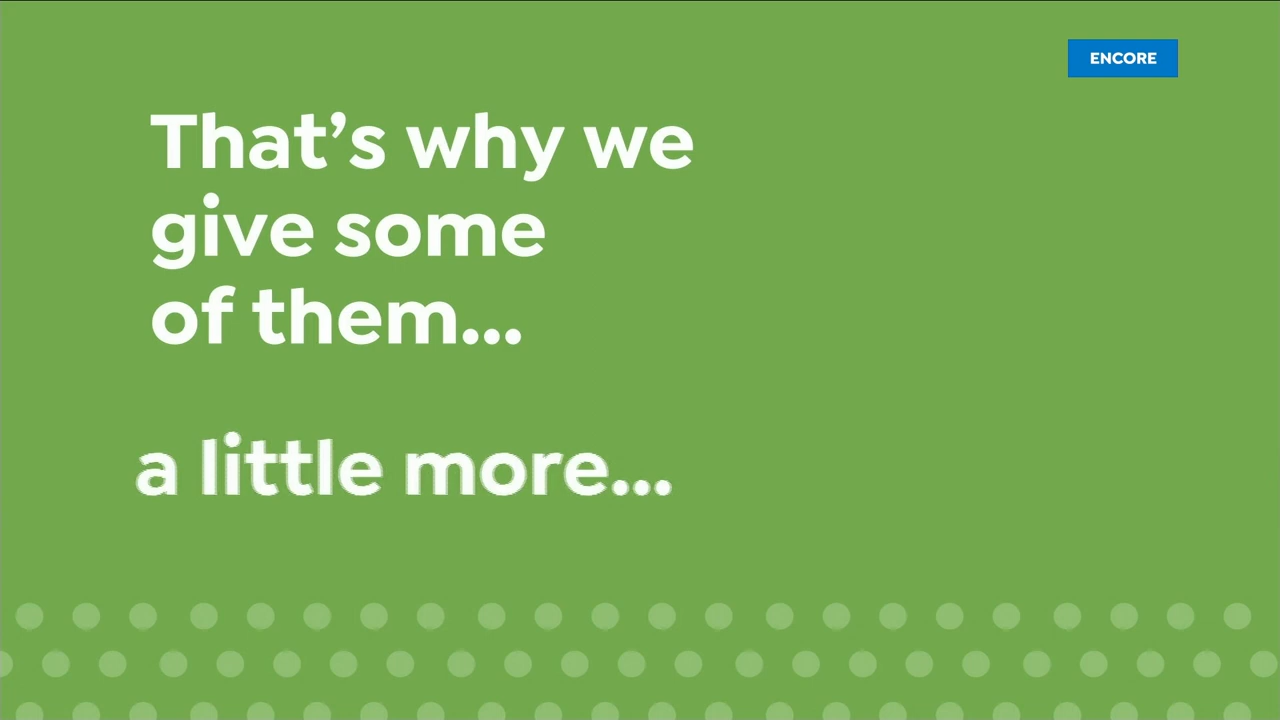 ENCORE
That’s why we
give some
of them...
a little more...